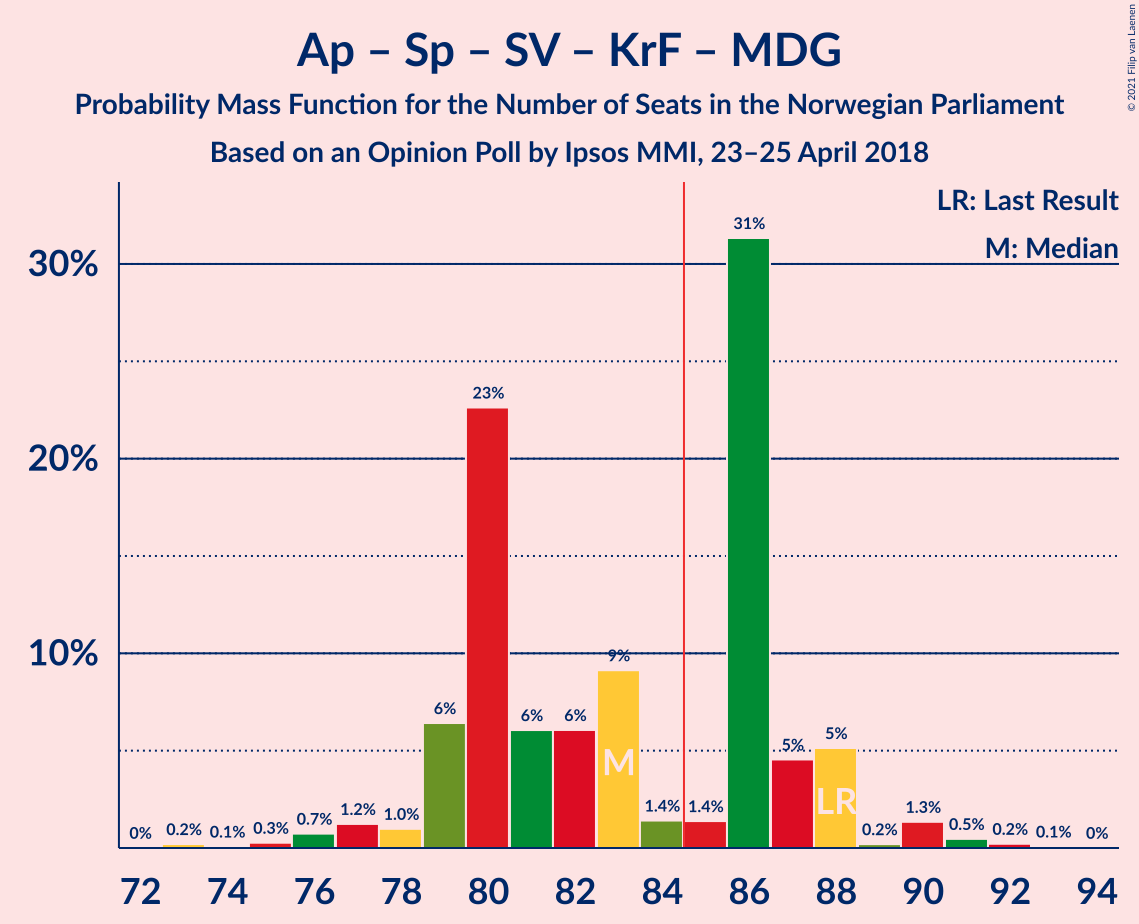 Ap – Sp – SV – KrF – MDG
Probability Mass Function for the Number of Seats in the Norwegian Parliament
Based on an Opinion Poll by Ipsos MMI, 23–25 April 2018
© 2021 Filip van Laenen
LR: Last Result
M: Median
31%
30%
23%
20%
10%
9%
6%
6%
6%
5%
5%
M
LR
0%
0.2%
0.1%
0.3%
0.7%
1.2%
1.0%
1.4%
1.4%
0.2%
1.3%
0.5%
0.2%
0.1%
0%
72 74 76 78 80 82 84 86 88 90 92 94